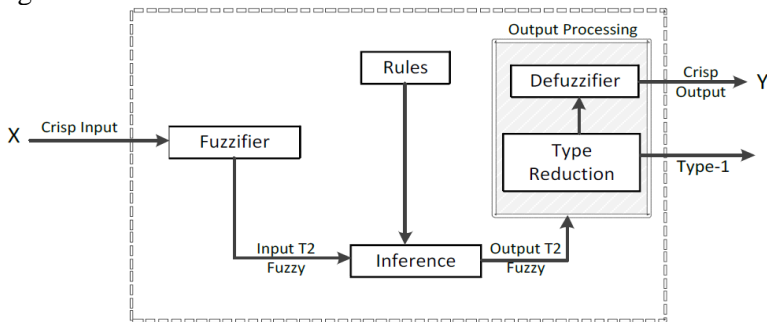 Output Processing
Rules
Defuzzifier
Crisp
Output
Y
X
Crisp Input
Fuzzifier
Type
Reduction
Type-1
Input T2
Fuzzy
Inference
Output T2
Fuzzy